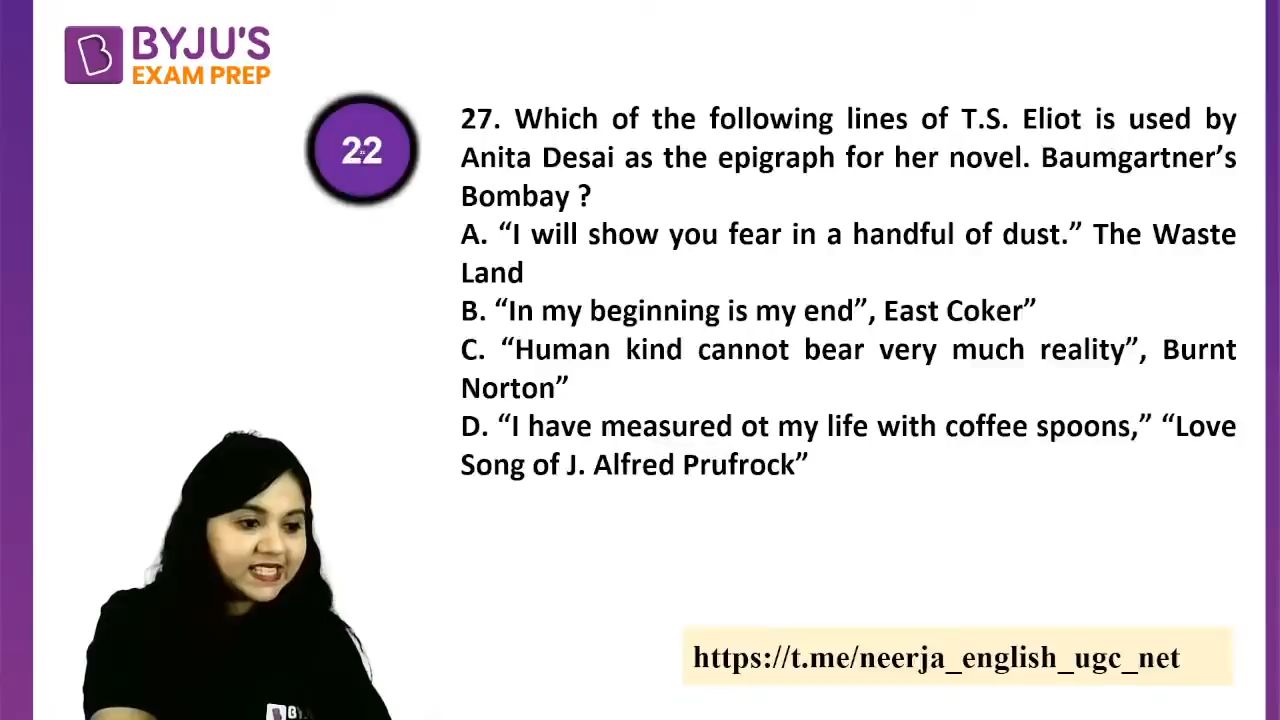 BYJU'S
EXAM PREP
22
27. Which of the following lines of T.S. Eliot is used by
Anita Desai as the epigraph for her novel. Baumgartner’s
Bombay ?
A. “I will show you fear in a handful of dust.” The Waste
Land
B. “In my beginning is my end”, East Coker”
C. “Human kind cannot bear very much reality”, Burnt
Norton”
D. “I have measured ot my life with coffee spoons,” “Love
Song of J. Alfred Prufrock”
https://t.me/neerja_english_ugc_net